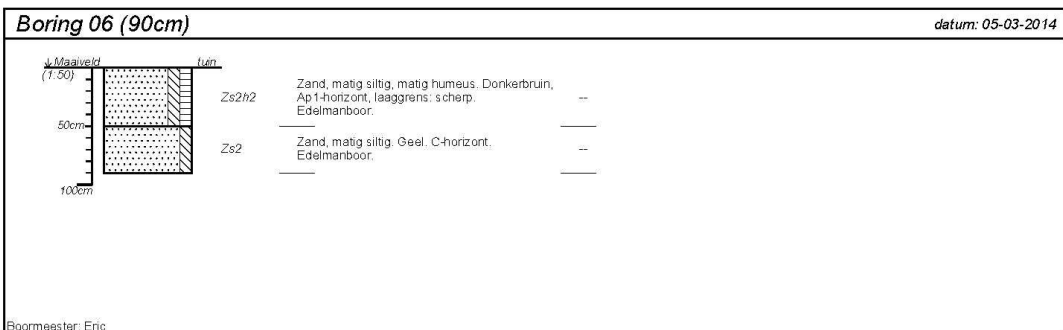 Boring 06 (90cm)
datum: 05-03-2014
↓ Maaiveld
tuin
(1:50)
Zs2h2
Zand, matig siltig, matig humeus. Donkerbruin,
Ap1-horizont, laaggrens: scherp.
Edelmanboor.
--
50cm
Zs2
Zand, matig siltig. Geel. C-horizont.
Edelmanboor.
--
100cm
Boormeester: Eric